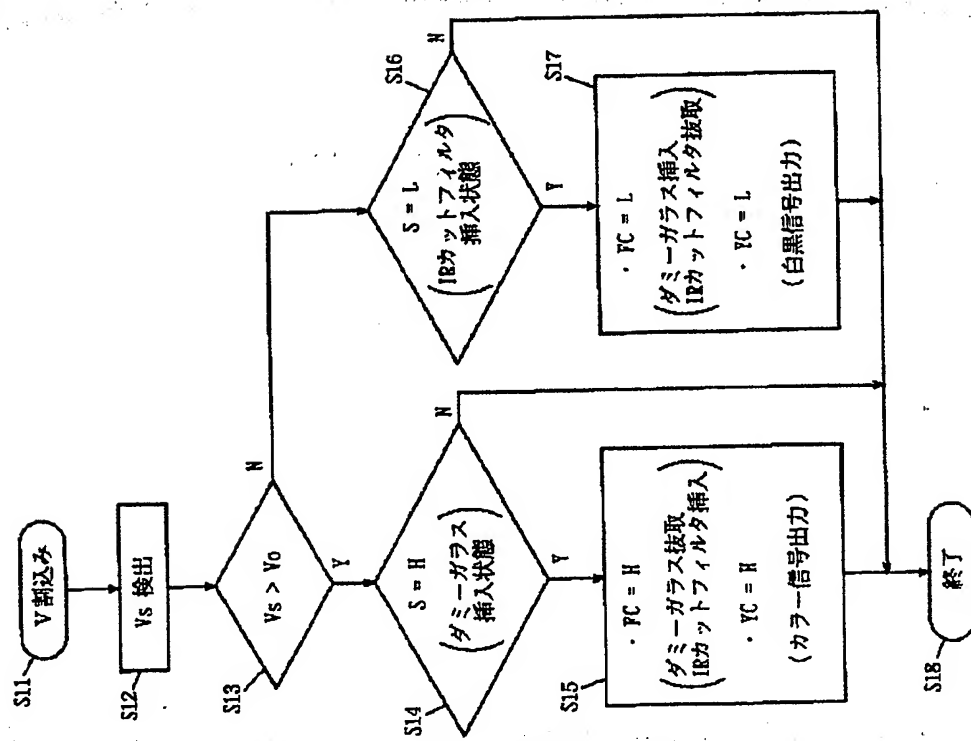 S11
V 割込み
S12
Vs 検出
S13
Vs > Vo
N
Y
S14
S = H
(ダミーガラス
挿入状態)
N
Y
S15
・ FC = H
(ダミーガラス抜取
IRカットフィルタ挿入)
・ YC = H
(カラー信号出力)
S16
S = L
(IRカットフィルタ
挿入状態)
N
Y
S17
・ FC = L
(ダミーガラス挿入
IRカットフィルタ抜取)
・ YC = L
(白黒信号出力)
S18
終了